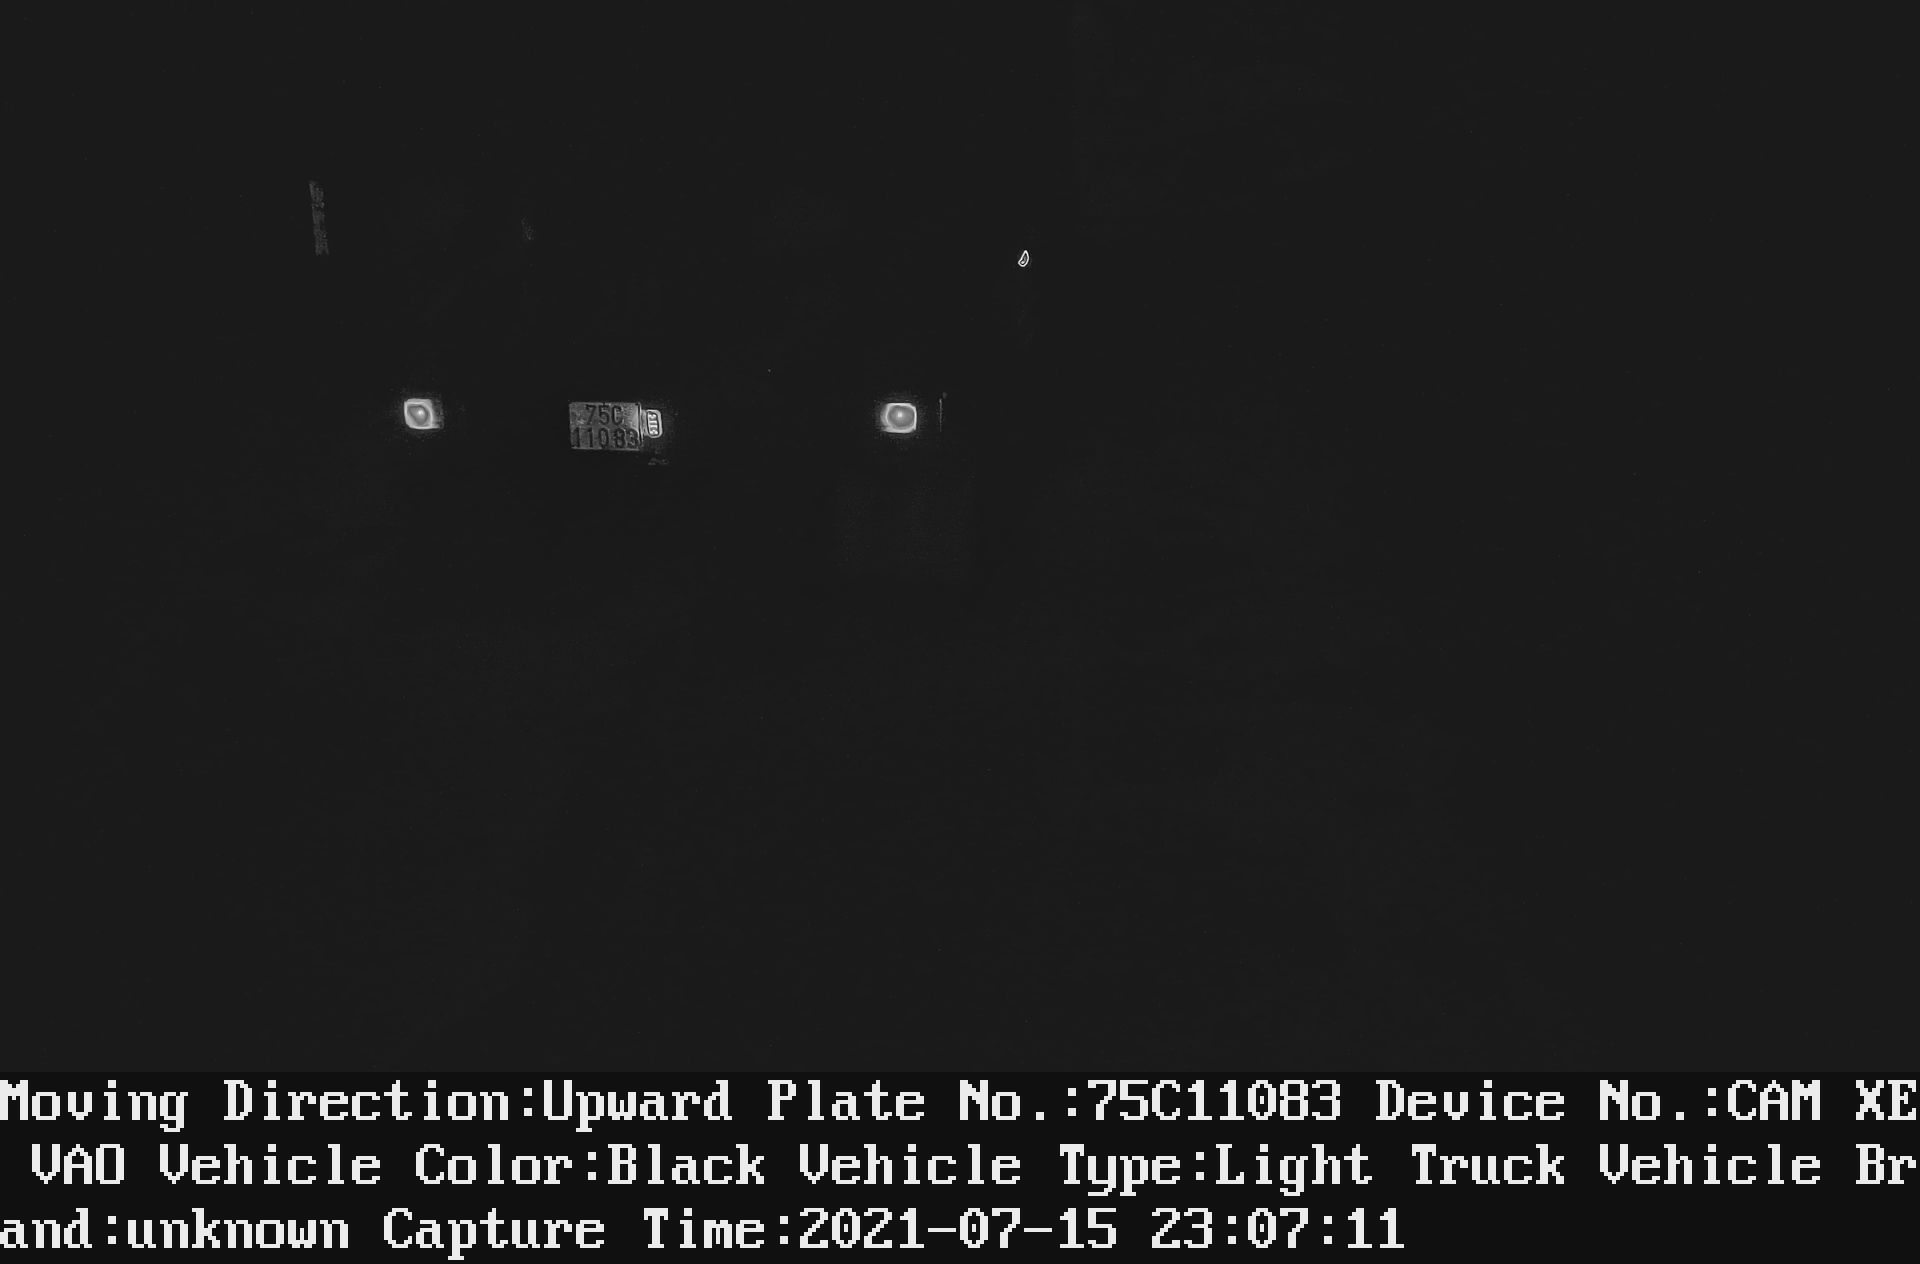 75C
11083
Moving Direction:Upward Plate No.:75C11083 Device No.:CAM XE
VAO Vehicle Color:Black Vehicle Type:Light Truck Vehicle Br
and:unknown Capture Time:2021-07-15 23:07:11